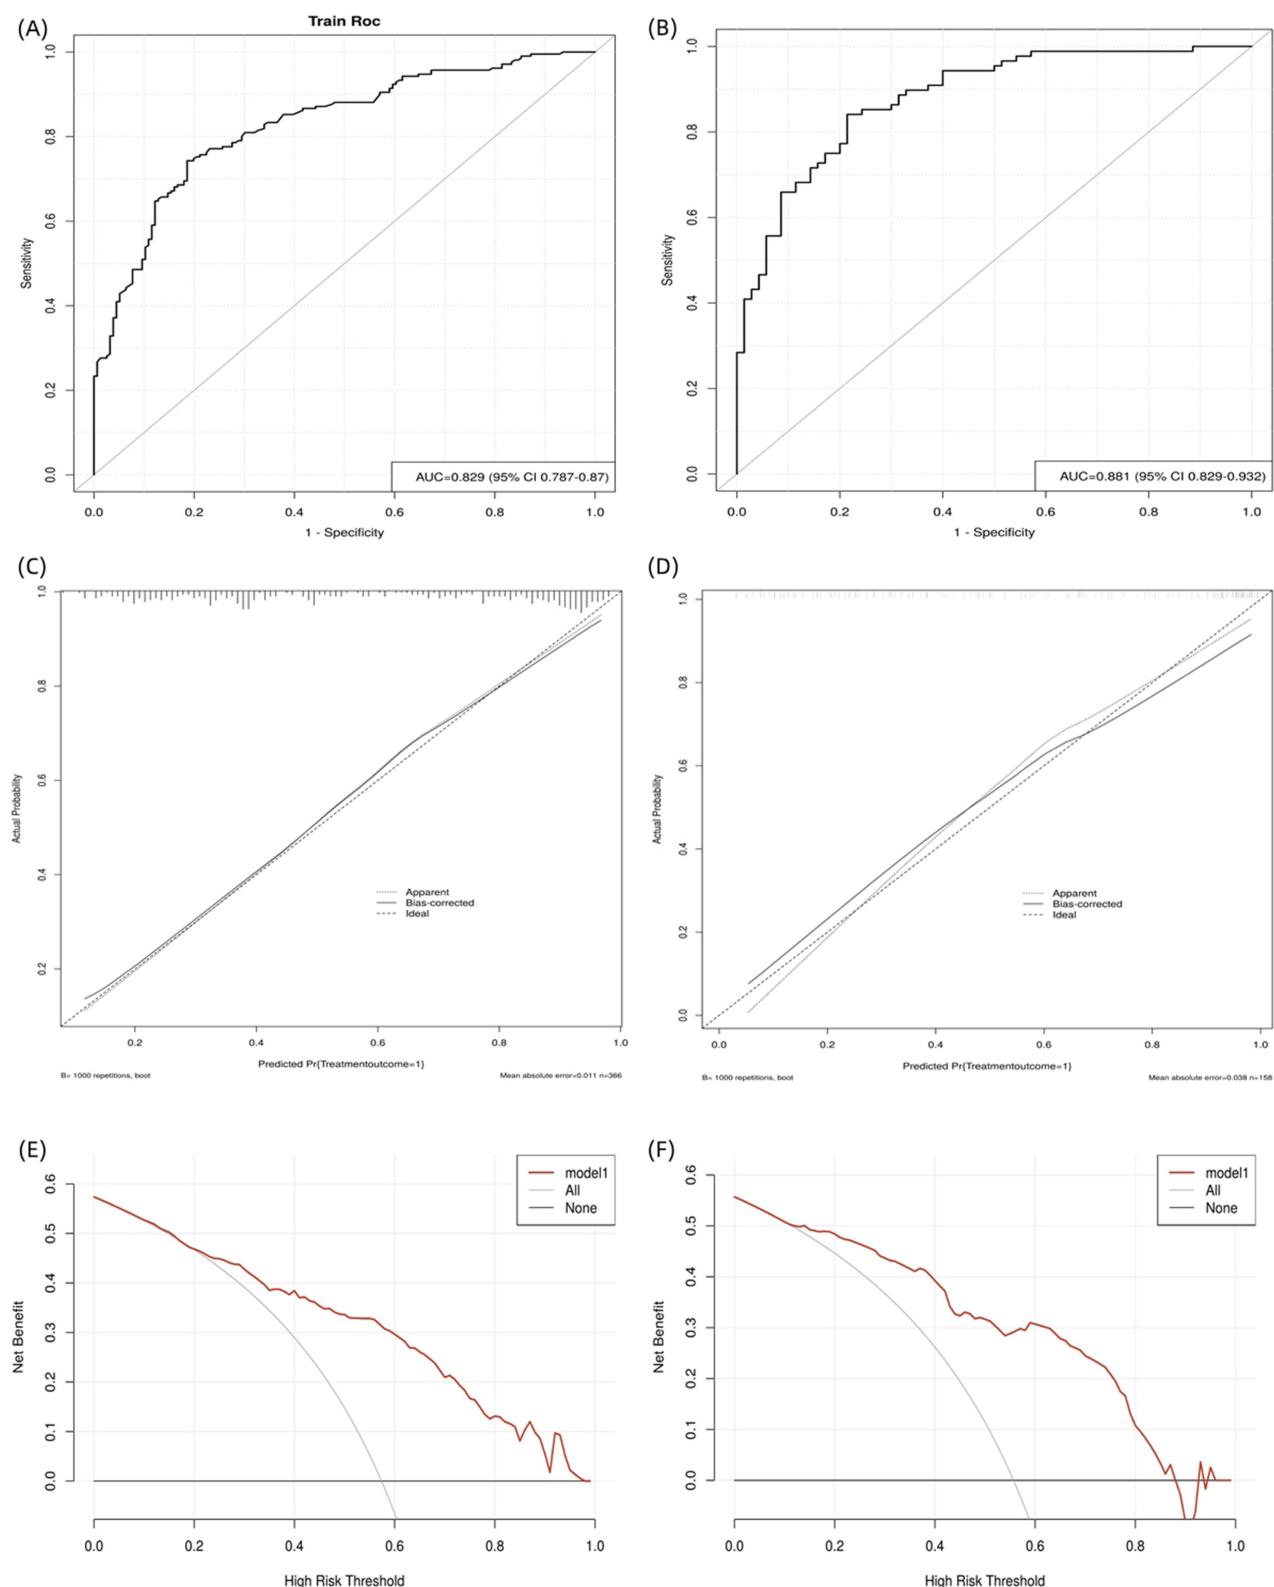 (A)
Train Roc
Sensitivity
1.0
0.8
0.6
0.4
0.2
0.0
AUC=0.829 (95% CI 0.787-0.87)
0.0 0.2 0.4 0.6 0.8 1.0
1 - Specificity
(B)
Sensitivity
1.0
0.8
0.6
0.4
0.2
0.0
AUC=0.881 (95% CI 0.829-0.932)
0.0 0.2 0.4 0.6 0.8 1.0
1 - Specificity
(C)
Actual Probability
1.0
0.8
0.6
0.4
0.2
Apparent
Bias-corrected
Ideal
0.2 0.4 0.6 0.8 1.0
Predicted Pr{Treatmentoutcome=1}
B= 1000 repetitions, boot
Mean absolute error=0.011 n=366
(D)
Actual Probability
1.0
0.8
0.6
0.4
0.2
0.0
Apparent
Bias-corrected
Ideal
0.0 0.2 0.4 0.6 0.8 1.0
Predicted Pr{Treatmentoutcome=1}
B= 1000 repetitions, boot
Mean absolute error=0.038 n=158
(E)
model1
All
None
Net Benefit
0.6
0.5
0.4
0.3
0.2
0.1
0.0
0.0 0.2 0.4 0.6 0.8 1.0
High Risk Threshold
(F)
model1
All
None
Net Benefit
0.6
0.5
0.4
0.3
0.2
0.1
0.0
0.0 0.2 0.4 0.6 0.8 1.0
High Risk Threshold